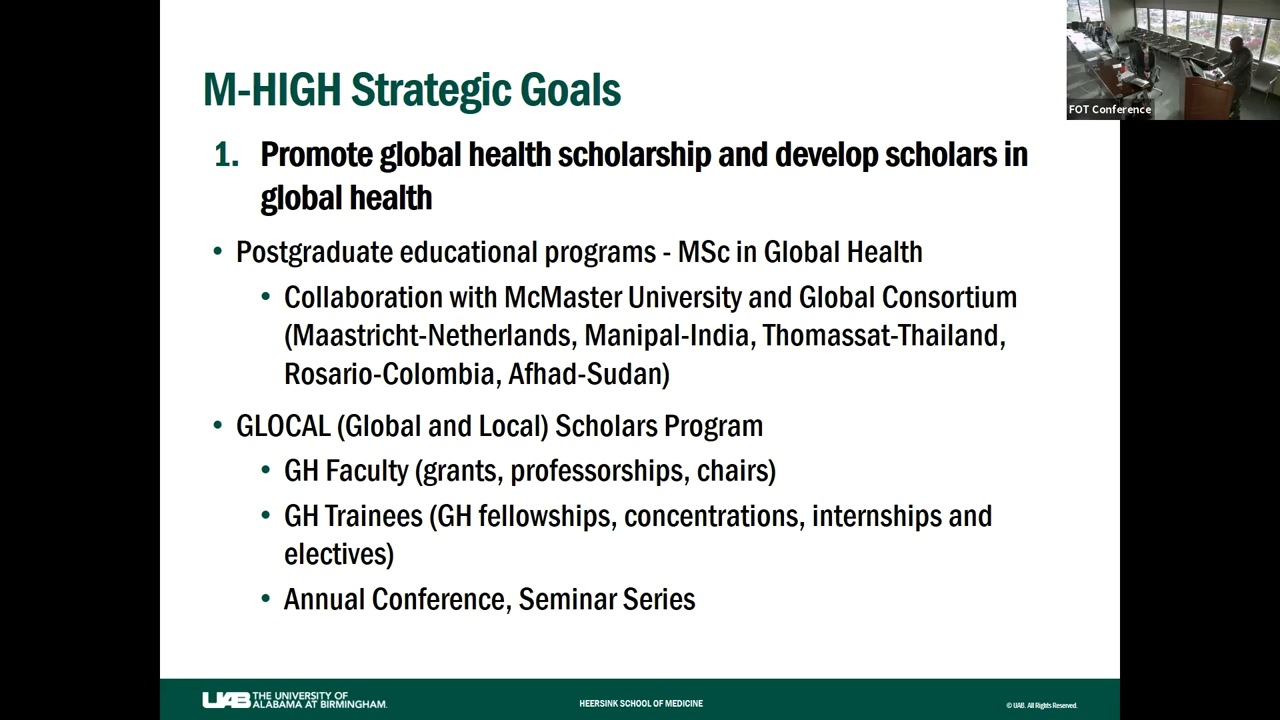 M-HIGH Strategic Goals
1. Promote global health scholarship and develop scholars in
global health
• Postgraduate educational programs - MSc in Global Health
• Collaboration with McMaster University and Global Consortium
(Maastricht-Netherlands, Manipal-India, Thomassat-Thailand,
Rosario-Colombia, Afhad-Sudan)
• GLOCAL (Global and Local) Scholars Program
• GH Faculty (grants, professorships, chairs)
• GH Trainees (GH fellowships, concentrations, internships and
electives)
• Annual Conference, Seminar Series
FOT Conference
UAB THE UNIVERSITY OF
ALABAMA AT BIRMINGHAM.
HEERSINK SCHOOL OF MEDICINE
© UAB. All Rights Reserved.